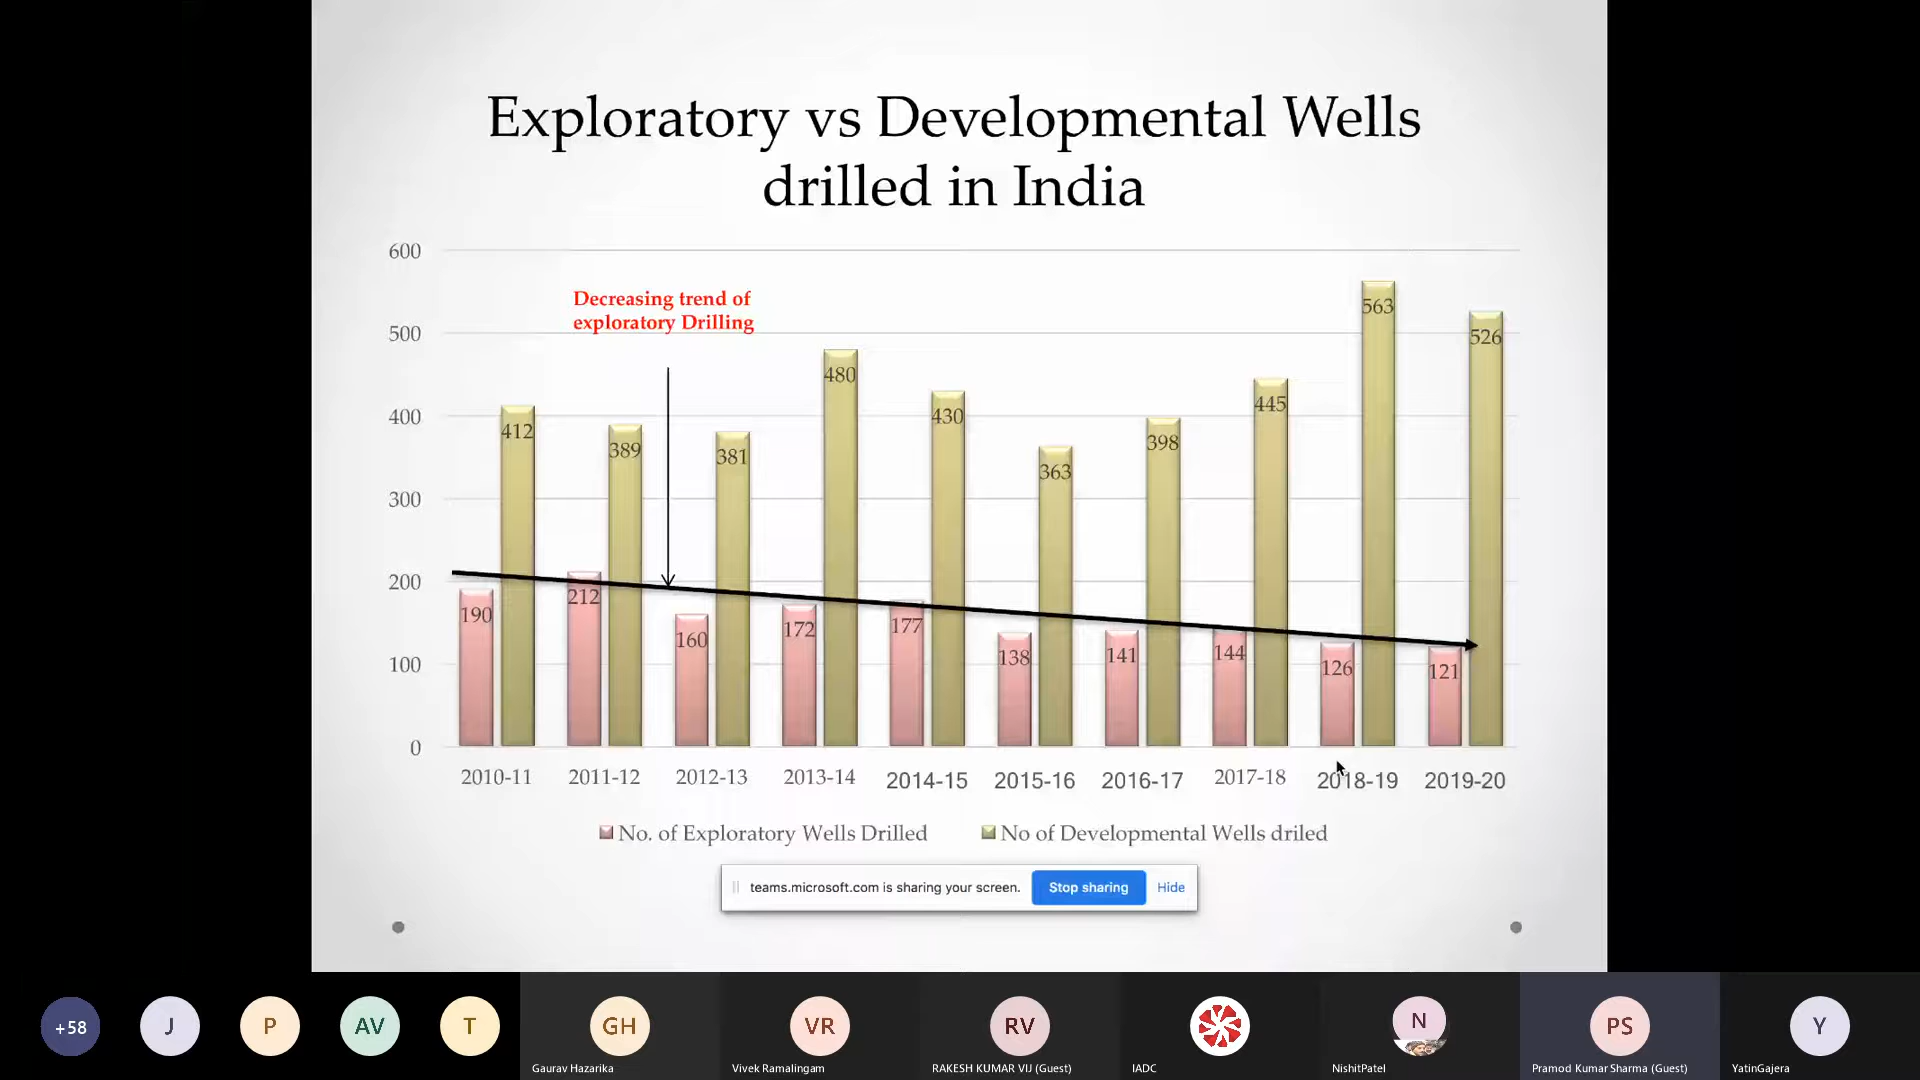 Exploratory vs Developmental Wells
drilled in India
600
500
400
300
200
100
0
Decreasing trend of
exploratory Drilling
190
412
212
389
160
381
172
480
177
430
138
363
141
398
144
445
126
563
121
526
2010-11
2011-12
2012-13
2013-14
2014-15
2015-16
2016-17
2017-18
2018-19
2019-20
No. of Exploratory Wells Drilled
No of Developmental Wells driled
teams.microsoft.com is sharing your screen.
Stop sharing
Hide
+58
J
P
AV
T
GH
VR
RV
N
PS
Y
Gaurav Hazarika
Vivek Ramalingam
RAKESH KUMAR VIJ (Guest)
IADC
NishitPatel
Pramod Kumar Sharma (Guest)
YatinGajera